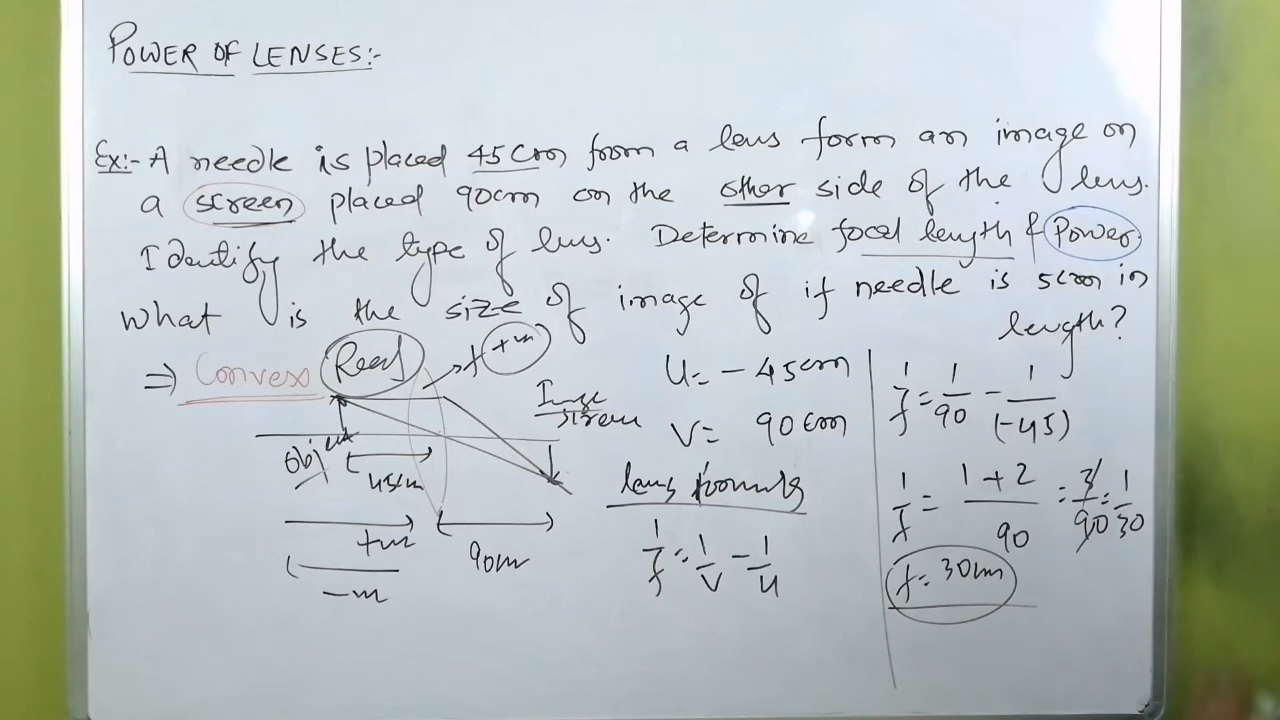 POWER OF LENSES:-
Ex:- A needle is placed 45cm from a lens form an image on
a screen placed 90cm on the other side of the lens.
Identify the type of lens. Determine focal length & Power.
What is the size of image of if needle is 5cm in
length?
⇒ Convex Real f +ve
Image
screen
Object
45cm
+ve
-ve
90cm
u = -45cm
v = 90cm
lens formula
1/f = 1/v - 1/u
1/f = 1/90 - 1/(-45)
1/f = 1+2/90 = 3/90 = 1/30
f = 30cm